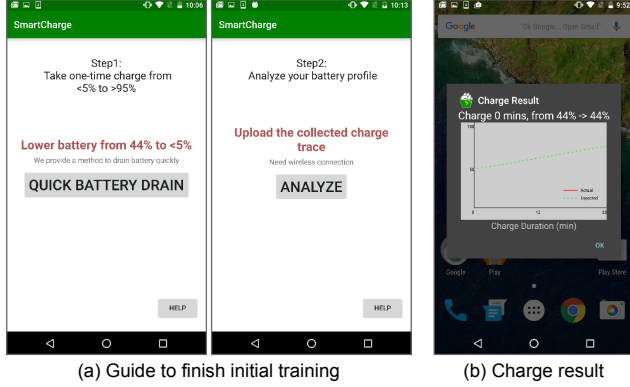 10:06
SmartCharge
Step1:
Take one-time charge from
<5% to >95%
Lower battery from 44% to <5%
We provide a method to drain battery quickly
QUICK BATTERY DRAIN
HELP
10:13
SmartCharge
Step2:
Analyze your battery profile
Upload the collected charge
trace
Need wireless connection
ANALYZE
HELP
(a) Guide to finish initial training
9:52
Google
"Ok Google... Open Gmail"
Charge Result
Charge 0 mins, from 44% -> 44%
100
50
Actual
Expected
0
12
Charge Duration (min)
OK
Google
Play
Play Store
(b) Charge result